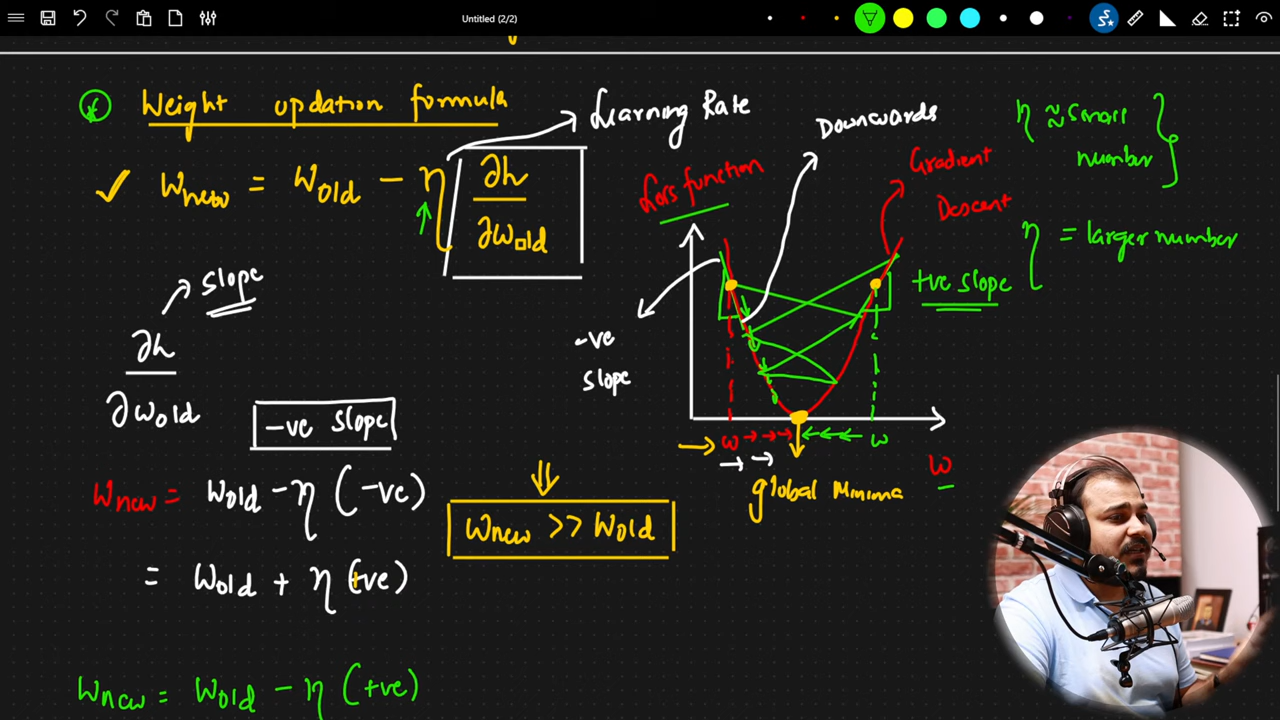 Untitled (2/2)
Weight updation formula
Learning Rate
Wnew = Wold - η ∂h
∂Wold
slope
∂h
∂Wold
-ve slope
Wnew = Wold - η (-ve)
= Wold + η (+ve)
Wnew >> Wold
Wnew = Wold - η (+ve)
Loss function
Downwards
Gradient
Descent
-ve
slope
+ve slope
w
w
w
global Minima
η ≈ small
number
η = larger number